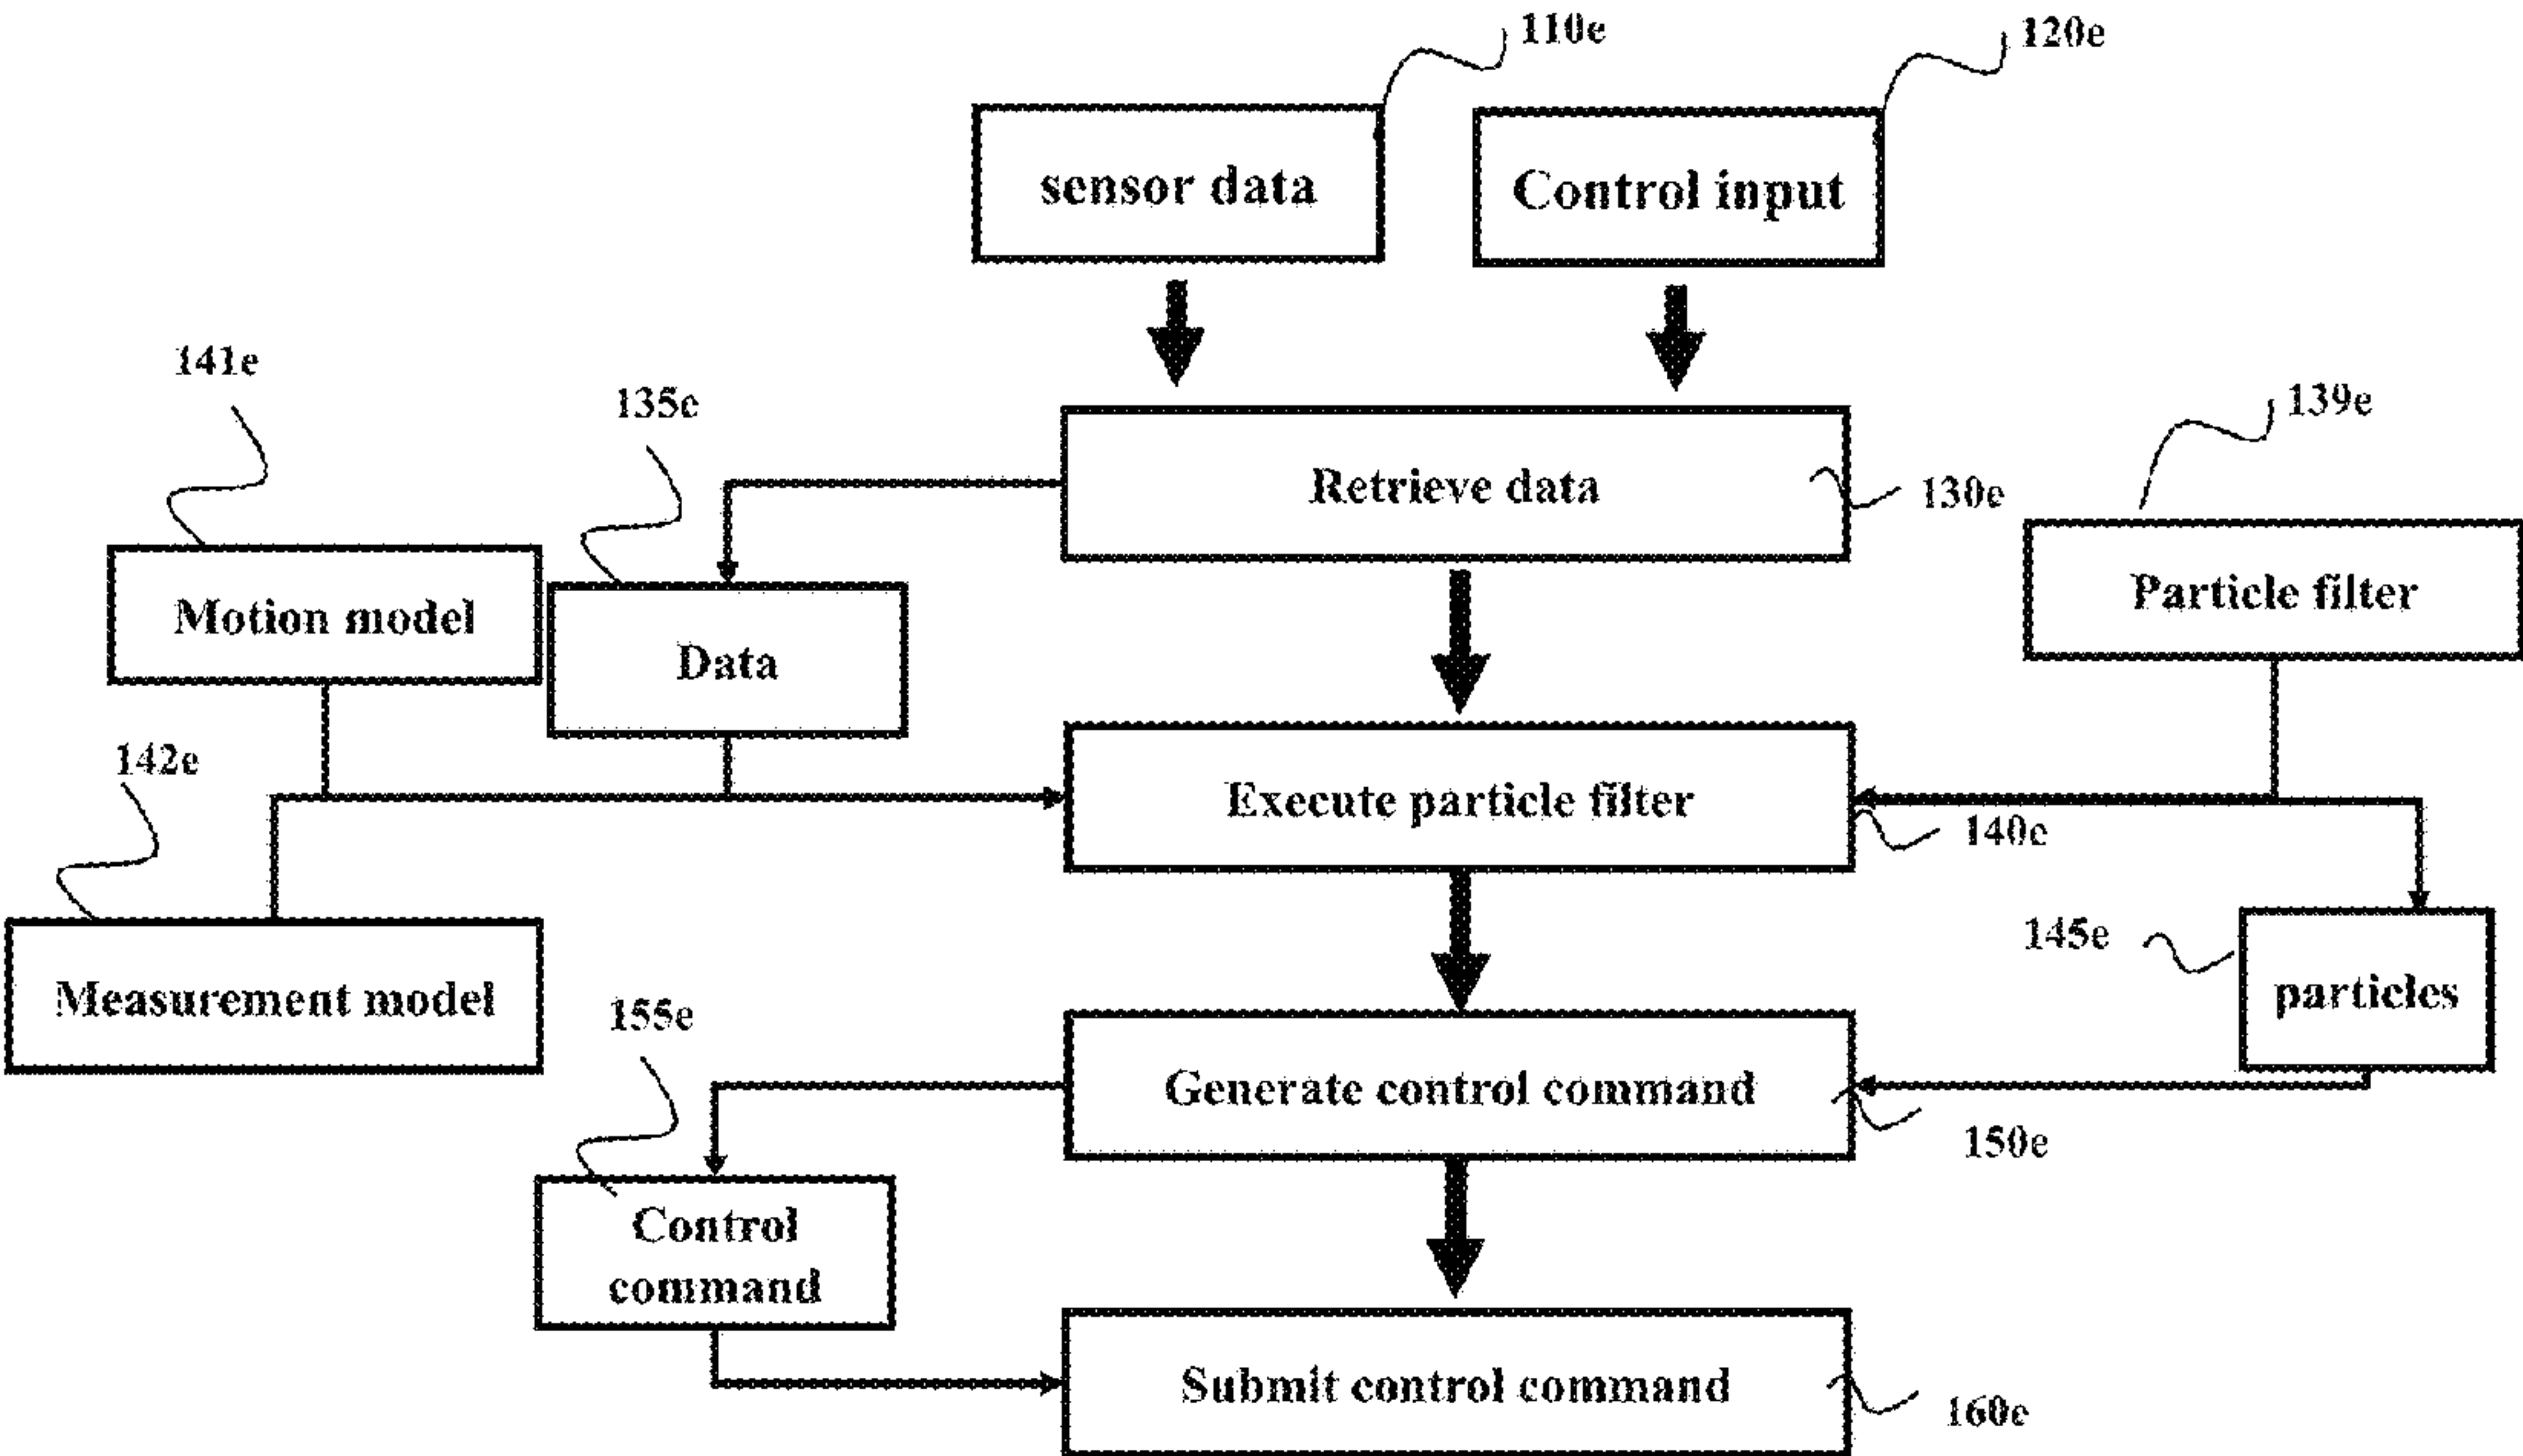 110e
120e
sensor data
Control input
141e
135e
139e
Retrieve data
130e
Motion model
Data
Particle filter
142e
Execute particle filter
140e
145e
Measurement model
particles
155e
Generate control command
150e
Control
command
Submit control command
160e